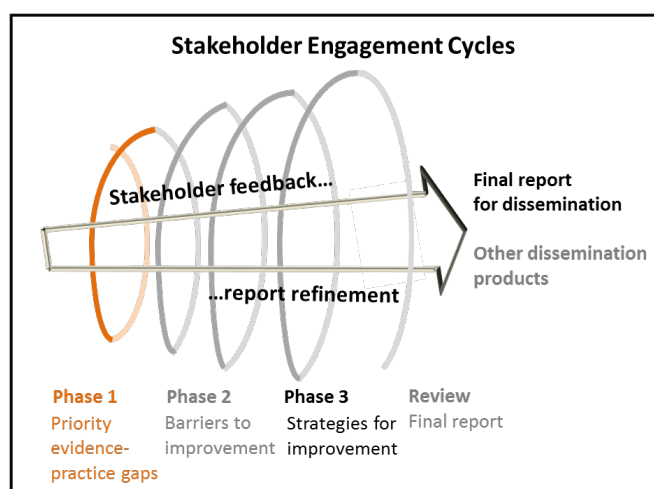 Stakeholder Engagement Cycles
Stakeholder feedback...
Final report
for dissemination
Other dissemination
products
...report refinement
Phase 1
Priority
evidence-
practice gaps
Phase 2
Barriers to
improvement
Phase 3
Strategies for
improvement
Review
Final report